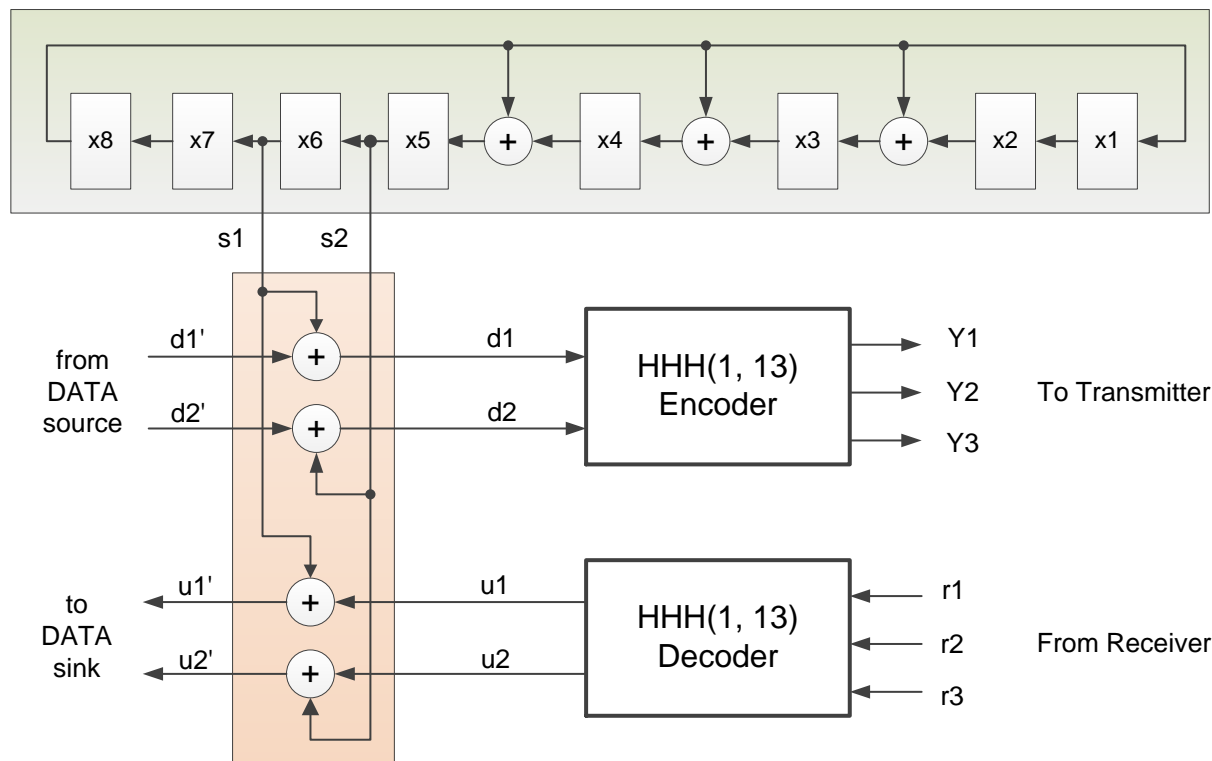 x8 x7 x6 x5 + x4 + x3 + x2 x1
s1 s2
from
DATA
source
d1'
d2'
+
+
d1
d2
HHH(1, 13)
Encoder
Y1
Y2
Y3
To Transmitter
to
DATA
sink
u1'
u2'
+
+
u1
u2
HHH(1, 13)
Decoder
r1
r2
r3
From Receiver